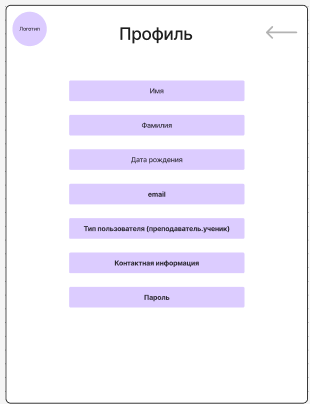 Логотип
Профиль
Имя
Фамилия
Дата рождения
email
Тип пользователя (преподаватель.ученик)
Контактная информация
Пароль